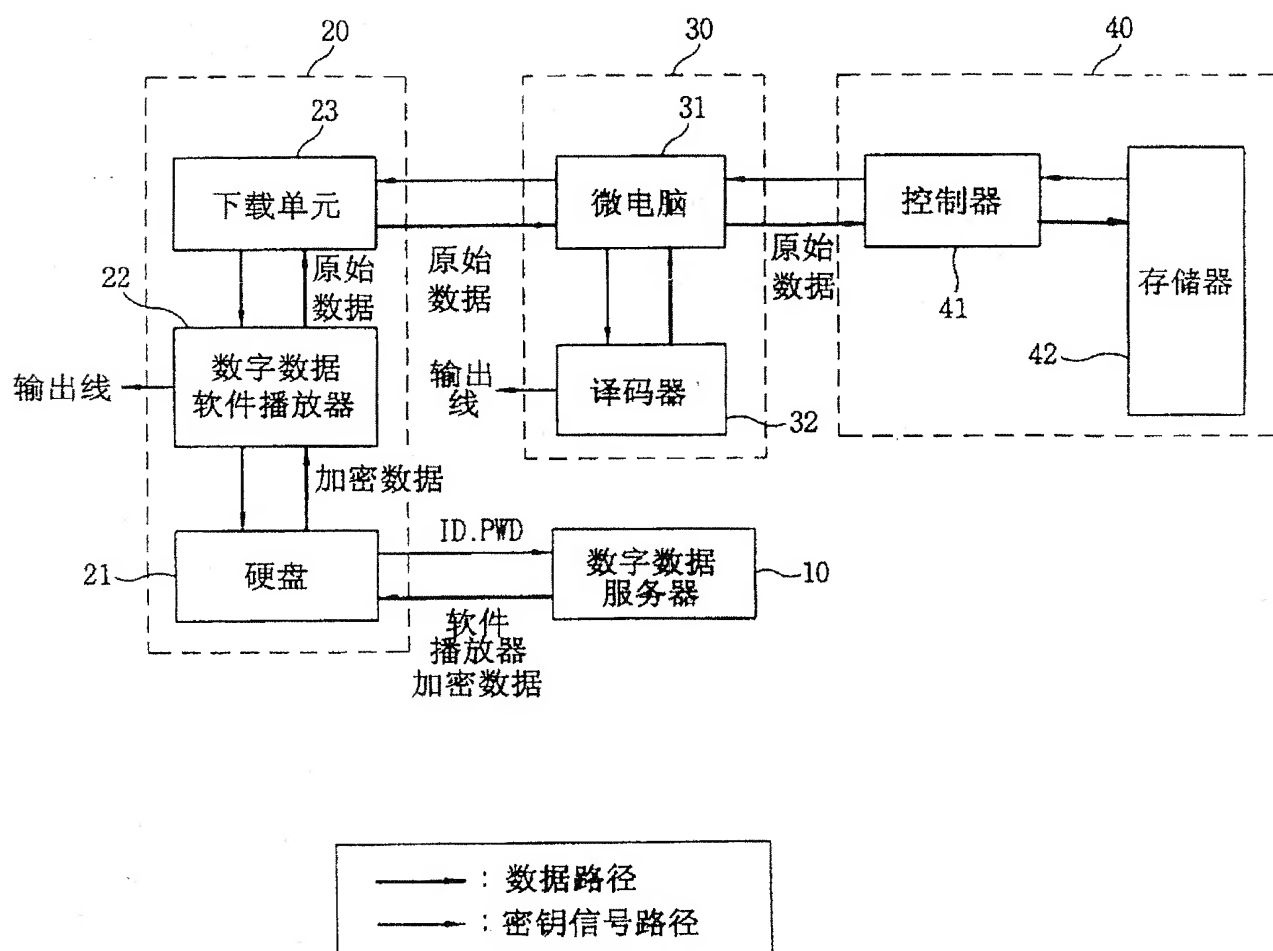 20
30
40
23
31
下载单元
微电脑
控制器
原始
数据
原始
数据
原始
数据
41
存储器
22
42
输出线
数字数据
软件播放器
输出
线
译码器
32
加密数据
ID.PWD
21
硬盘
数字数据
服务器
10
软件
播放器
加密数据
：数据路径
：密钥信号路径